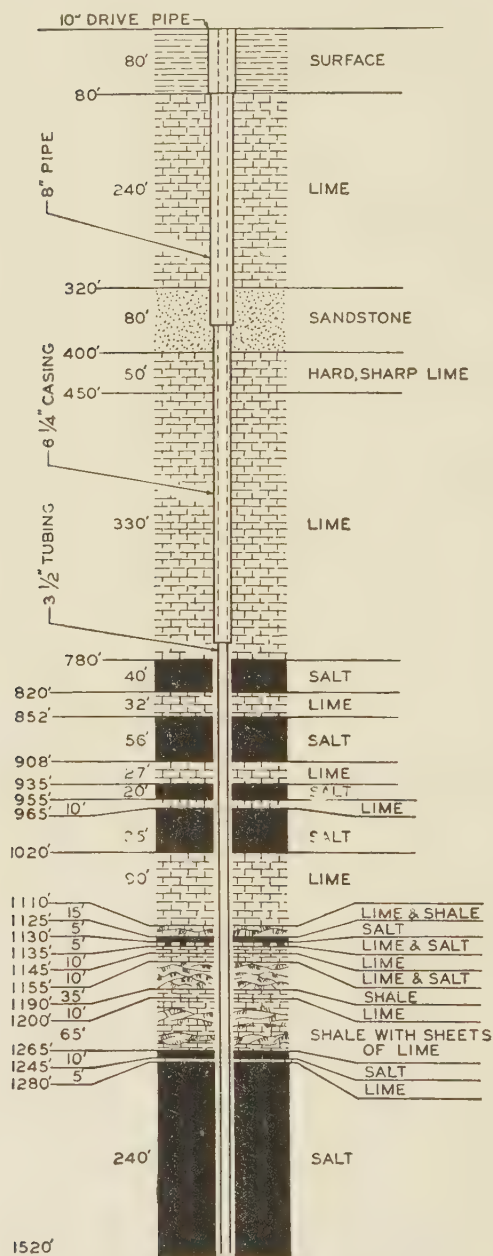 10" DRIVE PIPE
80' SURFACE
80'
8" PIPE
240' LIME
320'
80' SANDSTONE
400'
50' HARD, SHARP LIME
450'
6 1/4" CASING
330' LIME
3 1/2" TUBING
780'
40' SALT
820'
32' LIME
852'
56' SALT
908'
27' LIME
935'
20' SALT
955'
10' LIME
965'
SALT
1020'
90' LIME
1110'
15' LIME & SHALE
1125'
5' SALT
1130'
5' LIME & SALT
1135'
10' LIME
1145'
10' LIME & SALT
1155'
35' SHALE
1190'
10' LIME
1200'
65' SHALE WITH SHEETS
OF LIME
1265'
10' SALT
1245'
5' LIME
1280'
240' SALT
1520'